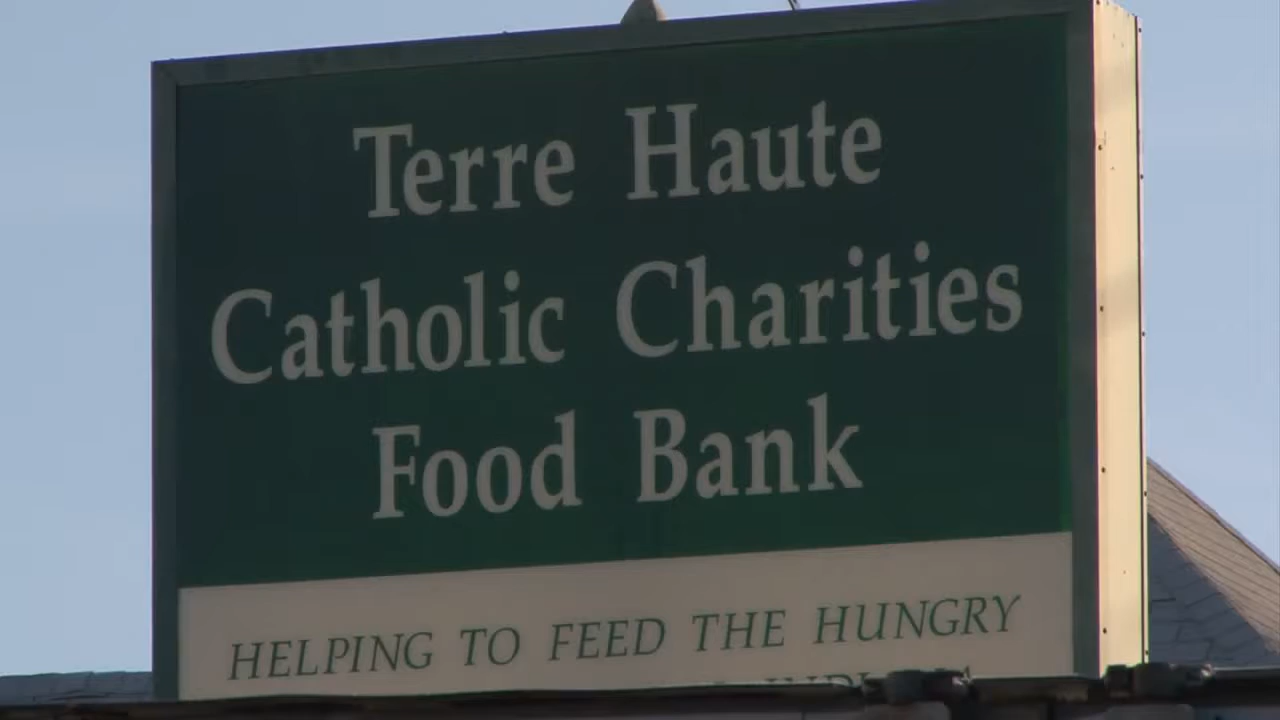 Terre Haute
Catholic Charities
Food Bank
HELPING TO FEED THE HUNGRY